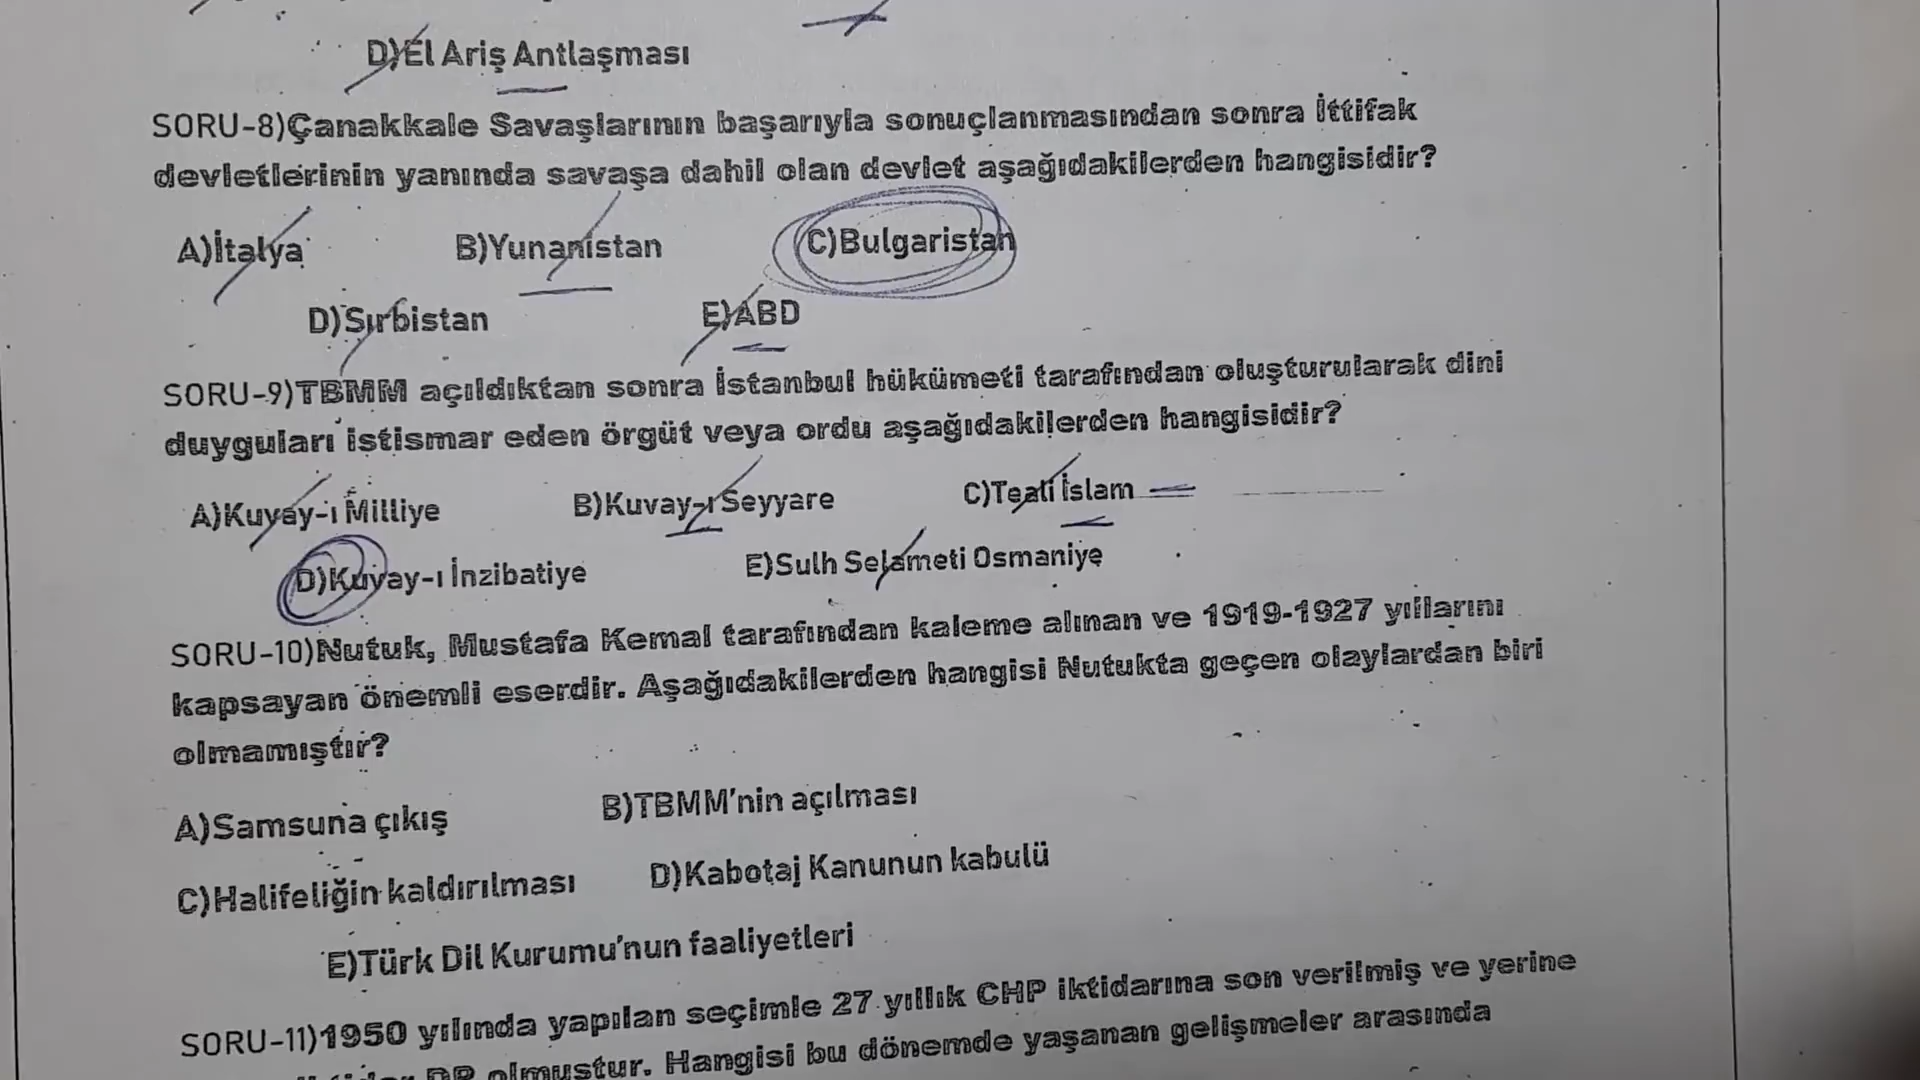 D)El Ariş Antlaşması
SORU-8)Çanakkale Savaşlarının başarıyla sonuçlanmasından sonra İttifak
devletlerinin yanında savaşa dahil olan devlet aşağıdakilerden hangisidir?
A)İtalya B)Yunanistan C)Bulgaristan
D)Sırbistan E)ABD
SORU-9)TBMM açıldıktan sonra İstanbul hükümeti tarafından oluşturularak dini
duyguları istismar eden örgüt veya ordu aşağıdakilerden hangisidir?
A)Kuvay-ı Milliye B)Kuvay-ı Seyyare C)Teali İslam
D)Kuvay-ı İnzibatiye E)Sulh Selameti Osmaniye
SORU-10)Nutuk, Mustafa Kemal tarafından kaleme alınan ve 1919-1927 yıllarını
kapsayan önemli eserdir. Aşağıdakilerden hangisi Nutukta geçen olaylardan biri
olmamıştır?
A)Samsuna çıkış B)TBMM'nin açılması
C)Halifeliğin kaldırılması D)Kabotaj Kanunun kabulü
E)Türk Dil Kurumu'nun faaliyetleri
SORU-11)1950 yılında yapılan seçimle 27 yıllık CHP iktidarına son verilmiş ve yerine
DP olmuştur. Hangisi bu dönemde yaşanan gelişmeler arasında